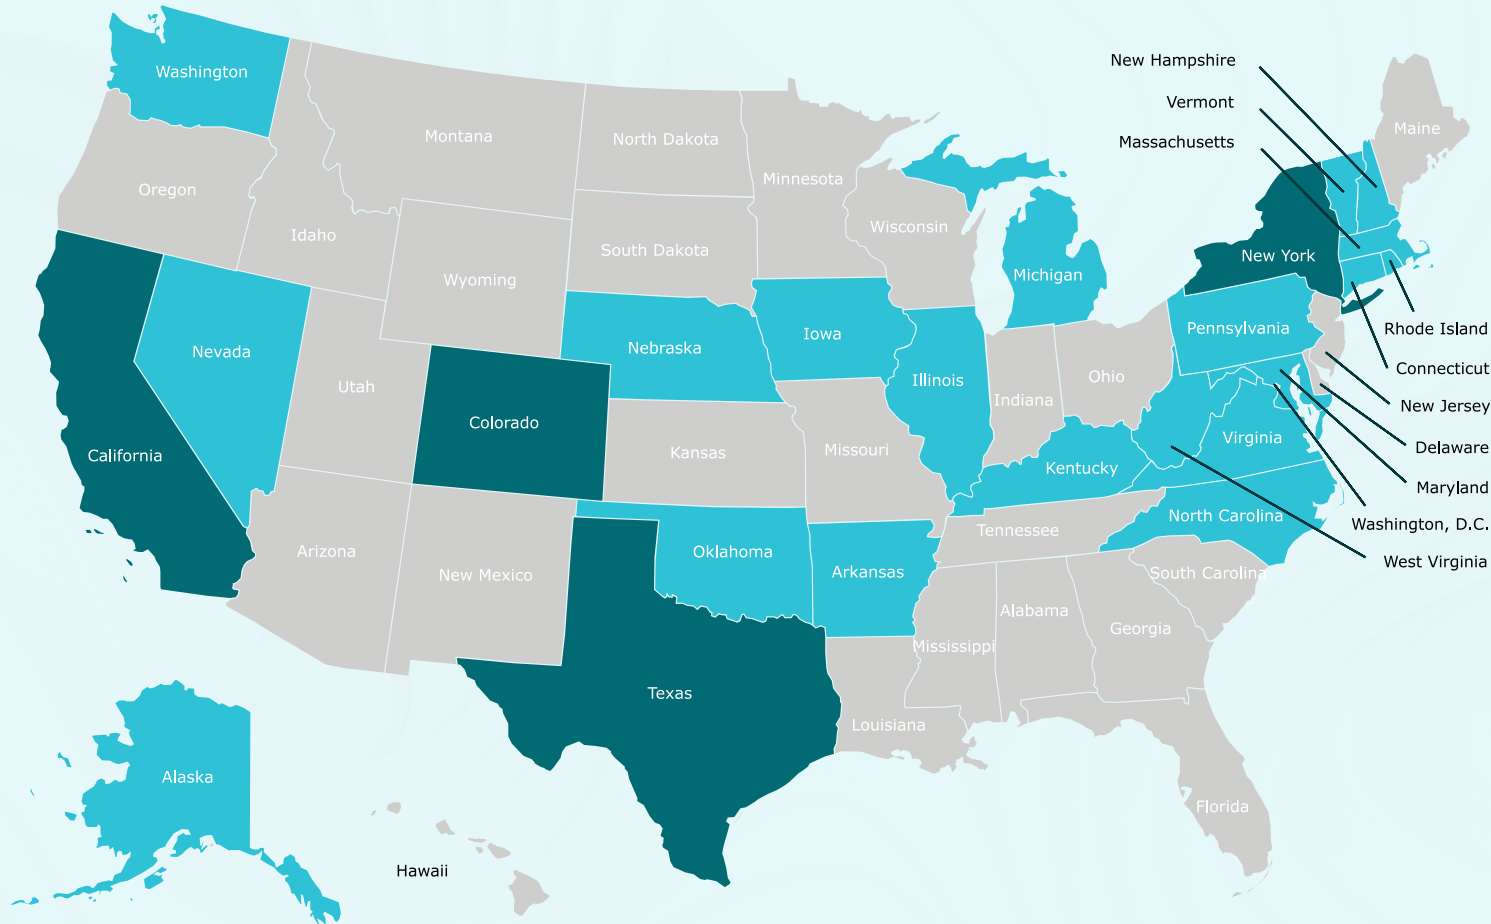 New Hampshire
Washington
Vermont
Maine
Montana
North Dakota
Massachusetts
Minnesota
Oregon
Wisconsin
Idaho
South Dakota
New York
Wyoming
Michigan
Rhode Island
Pennsylvania
Iowa
Nebraska
Nevada
Connecticut
Ohio
Illinois
Utah
Indiana
New Jersey
Colorado
Virginia
Delaware
Missouri
Kansas
California
Kentucky
Maryland
North Carolina
Washington, D.C.
Tennessee
Arizona
Oklahoma
West Virginia
Arkansas
South Carolina
New Mexico
Alabama
Georgia
Mississippi
Texas
Louisiana
Alaska
Florida
Hawaii